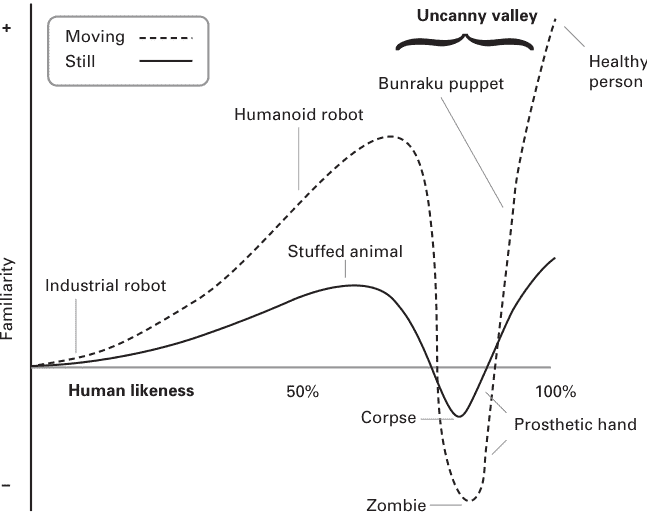 Uncanny valley
+
Moving
Still
Healthy
person
Bunraku puppet
Humanoid robot
Stuffed animal
Industrial robot
Familiarity
Human likeness
50%
100%
Corpse
Prosthetic hand
–
Zombie